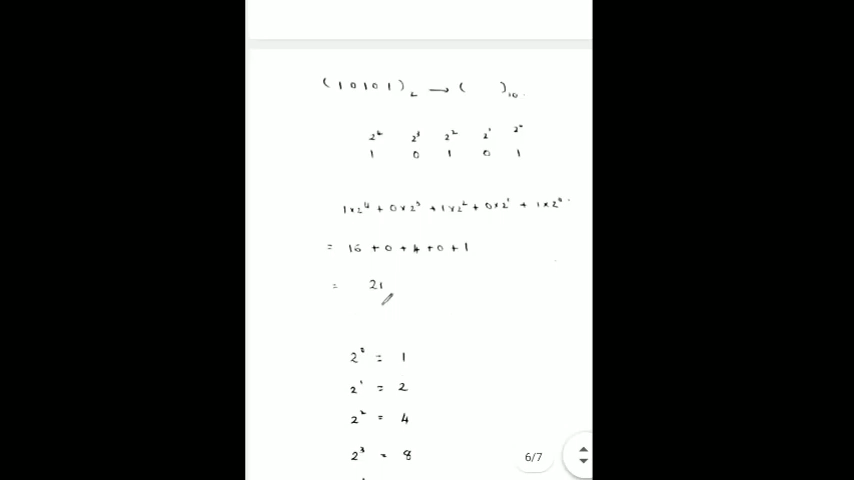 (10101)₂ → (      )₁₀.
2⁴ 2³ 2² 2¹ 2⁰
1 0 1 0 1
1×2⁴ + 0×2³ + 1×2² + 0×2¹ + 1×2⁰.
= 16 + 0 + 4 + 0 + 1
= 21
2⁰ = 1
2¹ = 2
2² = 4
2³ = 8
6/7